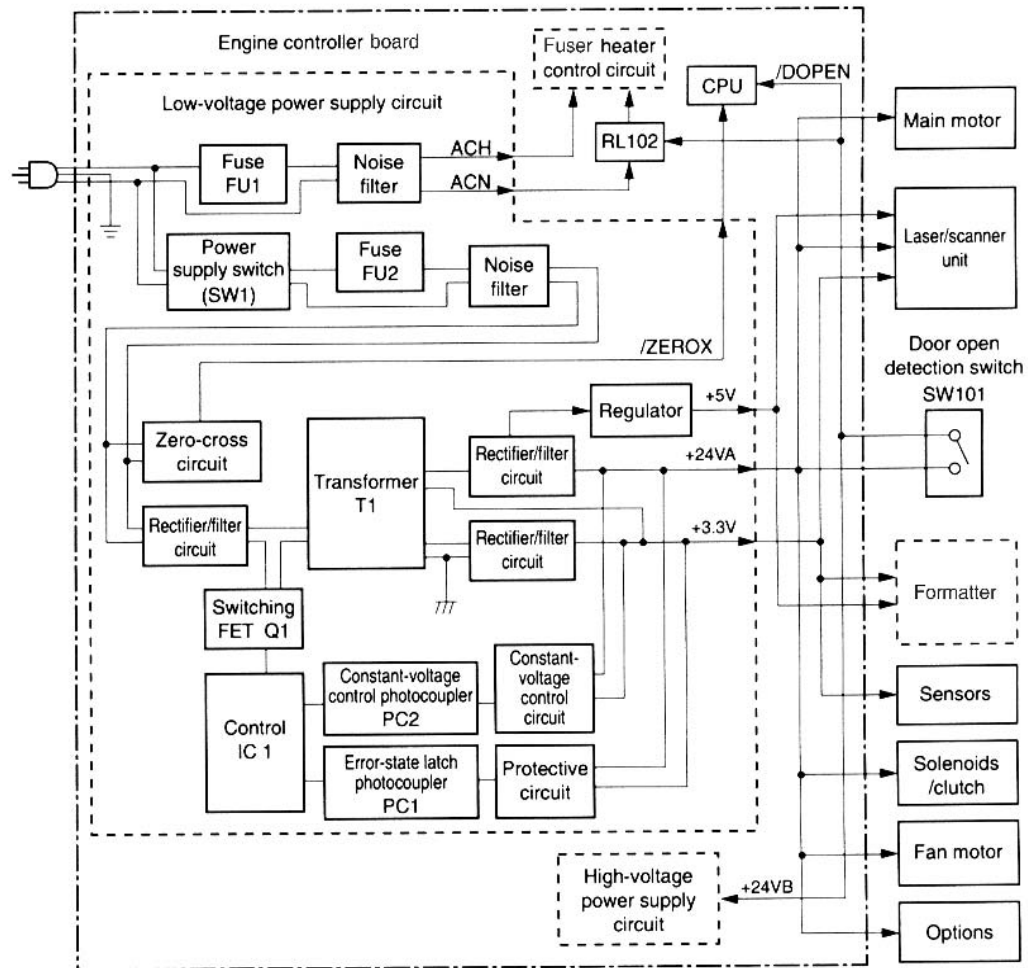 Engine controller board
Fuser heater
control circuit
CPU
/DOPEN
Main motor
Low-voltage power supply circuit
Fuse
FU1
Noise
filter
ACH
ACN
RL102
Laser/scanner
unit
Power
supply switch
(SW1)
Fuse
FU2
Noise
filter
/ZEROX
Door open
detection switch
SW101
Zero-cross
circuit
Transformer
T1
Rectifier/filter
circuit
Regulator
+5V
+24VA
Rectifier/filter
circuit
Rectifier/filter
circuit
+3.3V
Formatter
Switching
FET Q1
Control
IC 1
Constant-voltage
control photocoupler
PC2
Constant-
voltage
control
circuit
Sensors
Error-state latch
photocoupler
PC1
Protective
circuit
Solenoids
/clutch
Fan motor
High-voltage
power supply
circuit
+24VB
Options